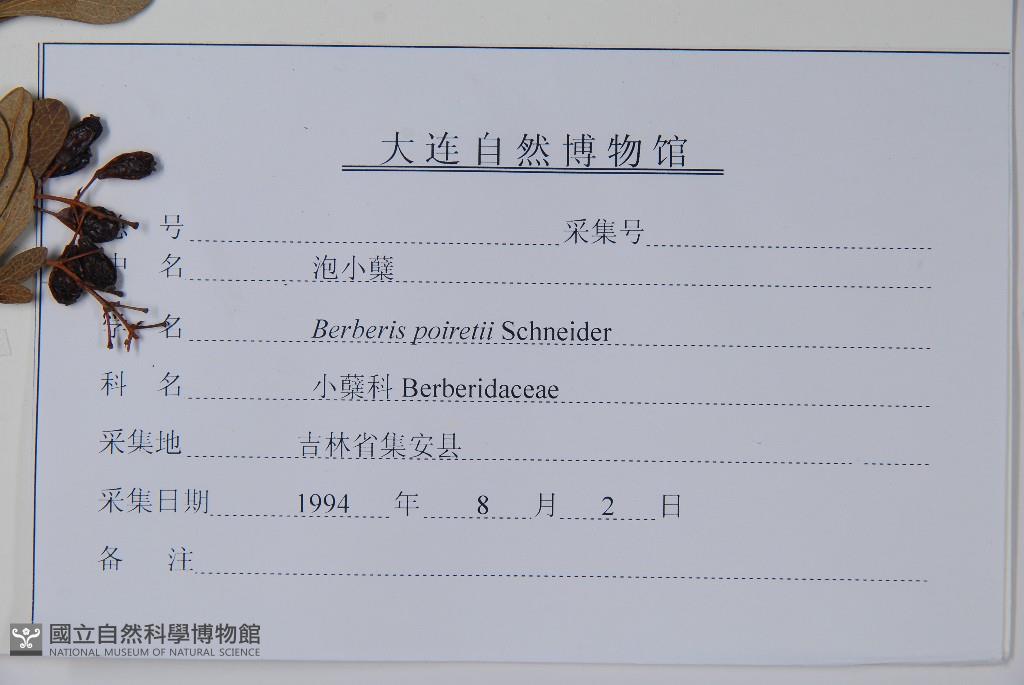 大连自然博物馆
号 采集号
名 泡小蘗
名 Berberis poiretii Schneider
科 名 小蘗科 Berberidaceae
采集地 吉林省集安县
采集日期 1994 年 8 月 2 日
备 注
國立自然科學博物館
NATIONAL MUSEUM OF NATURAL SCIENCE